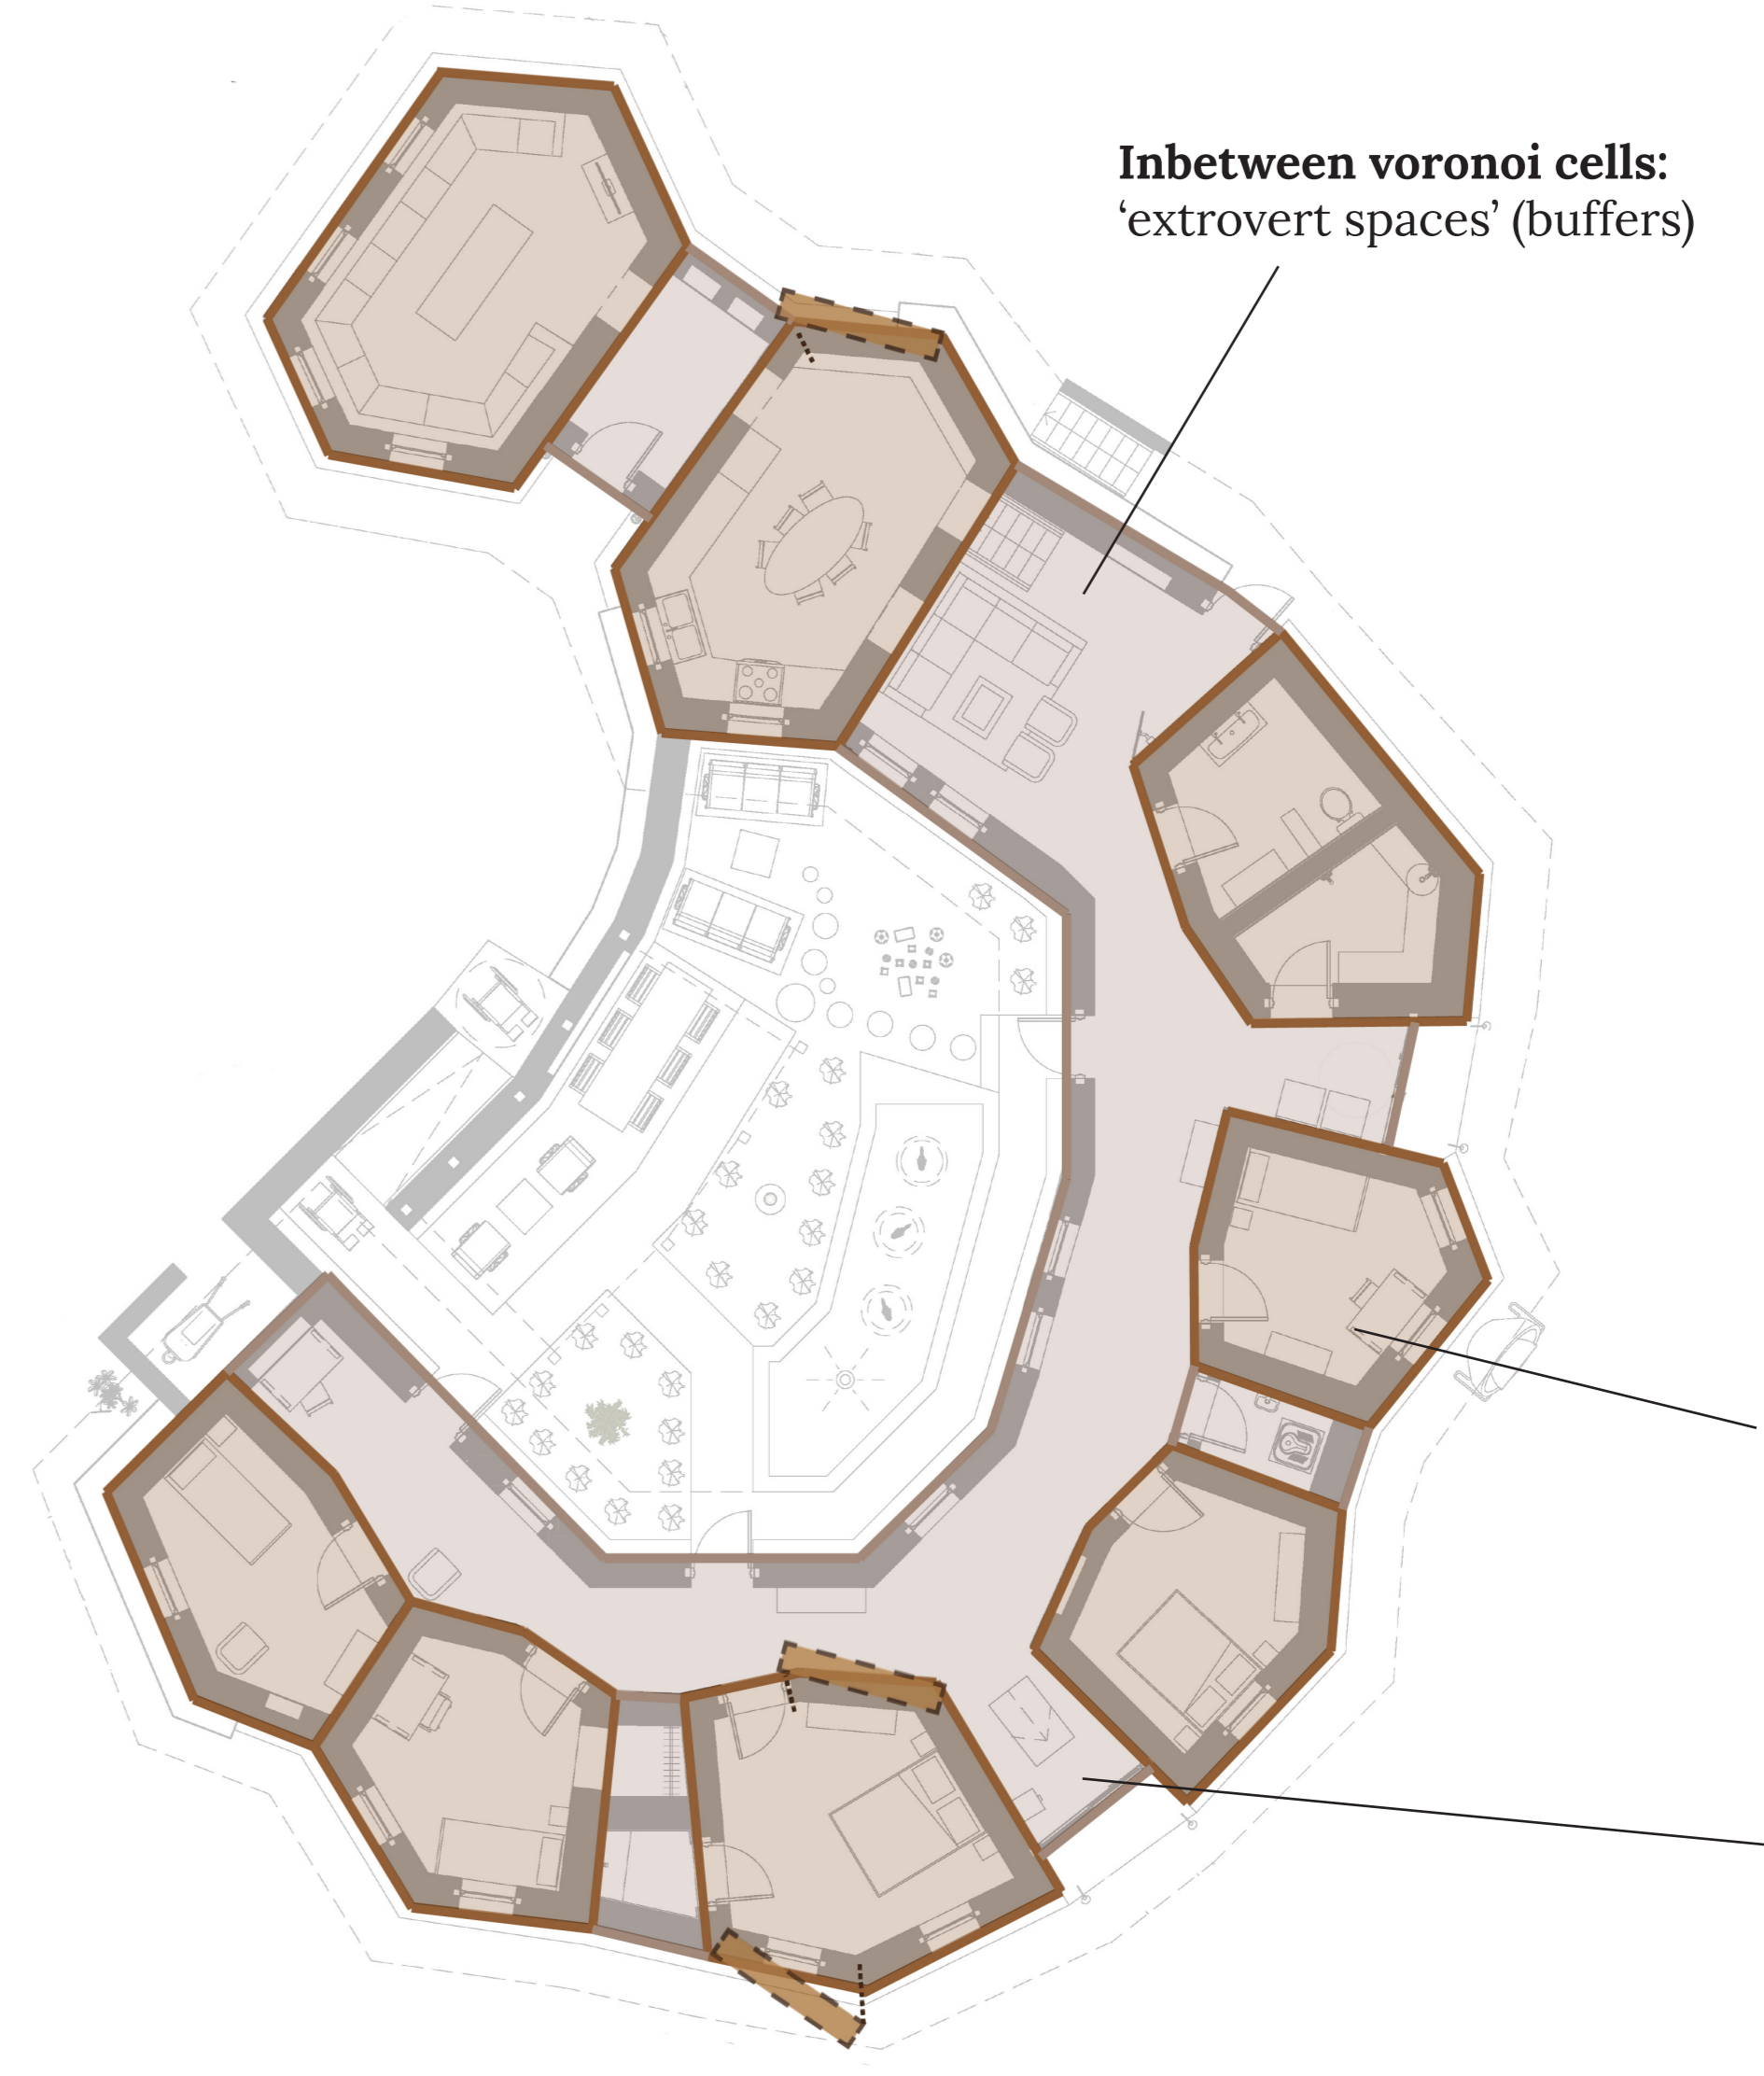 Inbetween voronoi cells:
‘extrovert spaces’ (buffers)